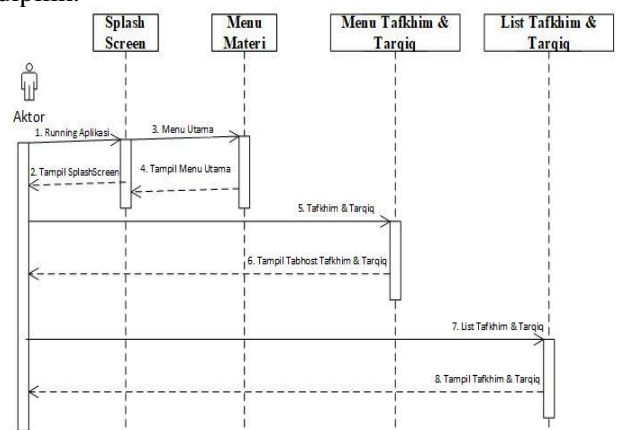 Splash
Screen
Menu
Materi
Menu Tafkhim &
Tarqiq
List Tafkhim &
Tarqiq
Aktor
1. Running Aplikasi
3. Menu Utama
2. Tampil SplashScreen
4. Tampil Menu Utama
5. Tafkhim & Tarqiq
6. Tampil Tabhost Tafkhim & Tarqiq
7. List Tafkhim & Tarqiq
8. Tampil Tafkhim & Tarqiq